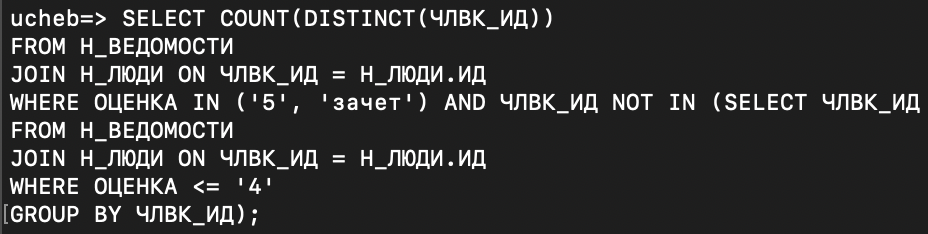 ucheb=> SELECT COUNT(DISTINCT(ЧЛВК_ИД))
FROM Н_ВЕДОМОСТИ
JOIN Н_ЛЮДИ ON ЧЛВК_ИД = Н_ЛЮДИ.ИД
WHERE ОЦЕНКА IN ('5', 'зачет') AND ЧЛВК_ИД NOT IN (SELECT ЧЛВК_ИД
FROM Н_ВЕДОМОСТИ
JOIN Н_ЛЮДИ ON ЧЛВК_ИД = Н_ЛЮДИ.ИД
WHERE ОЦЕНКА <= '4'
[GROUP BY ЧЛВК_ИД);